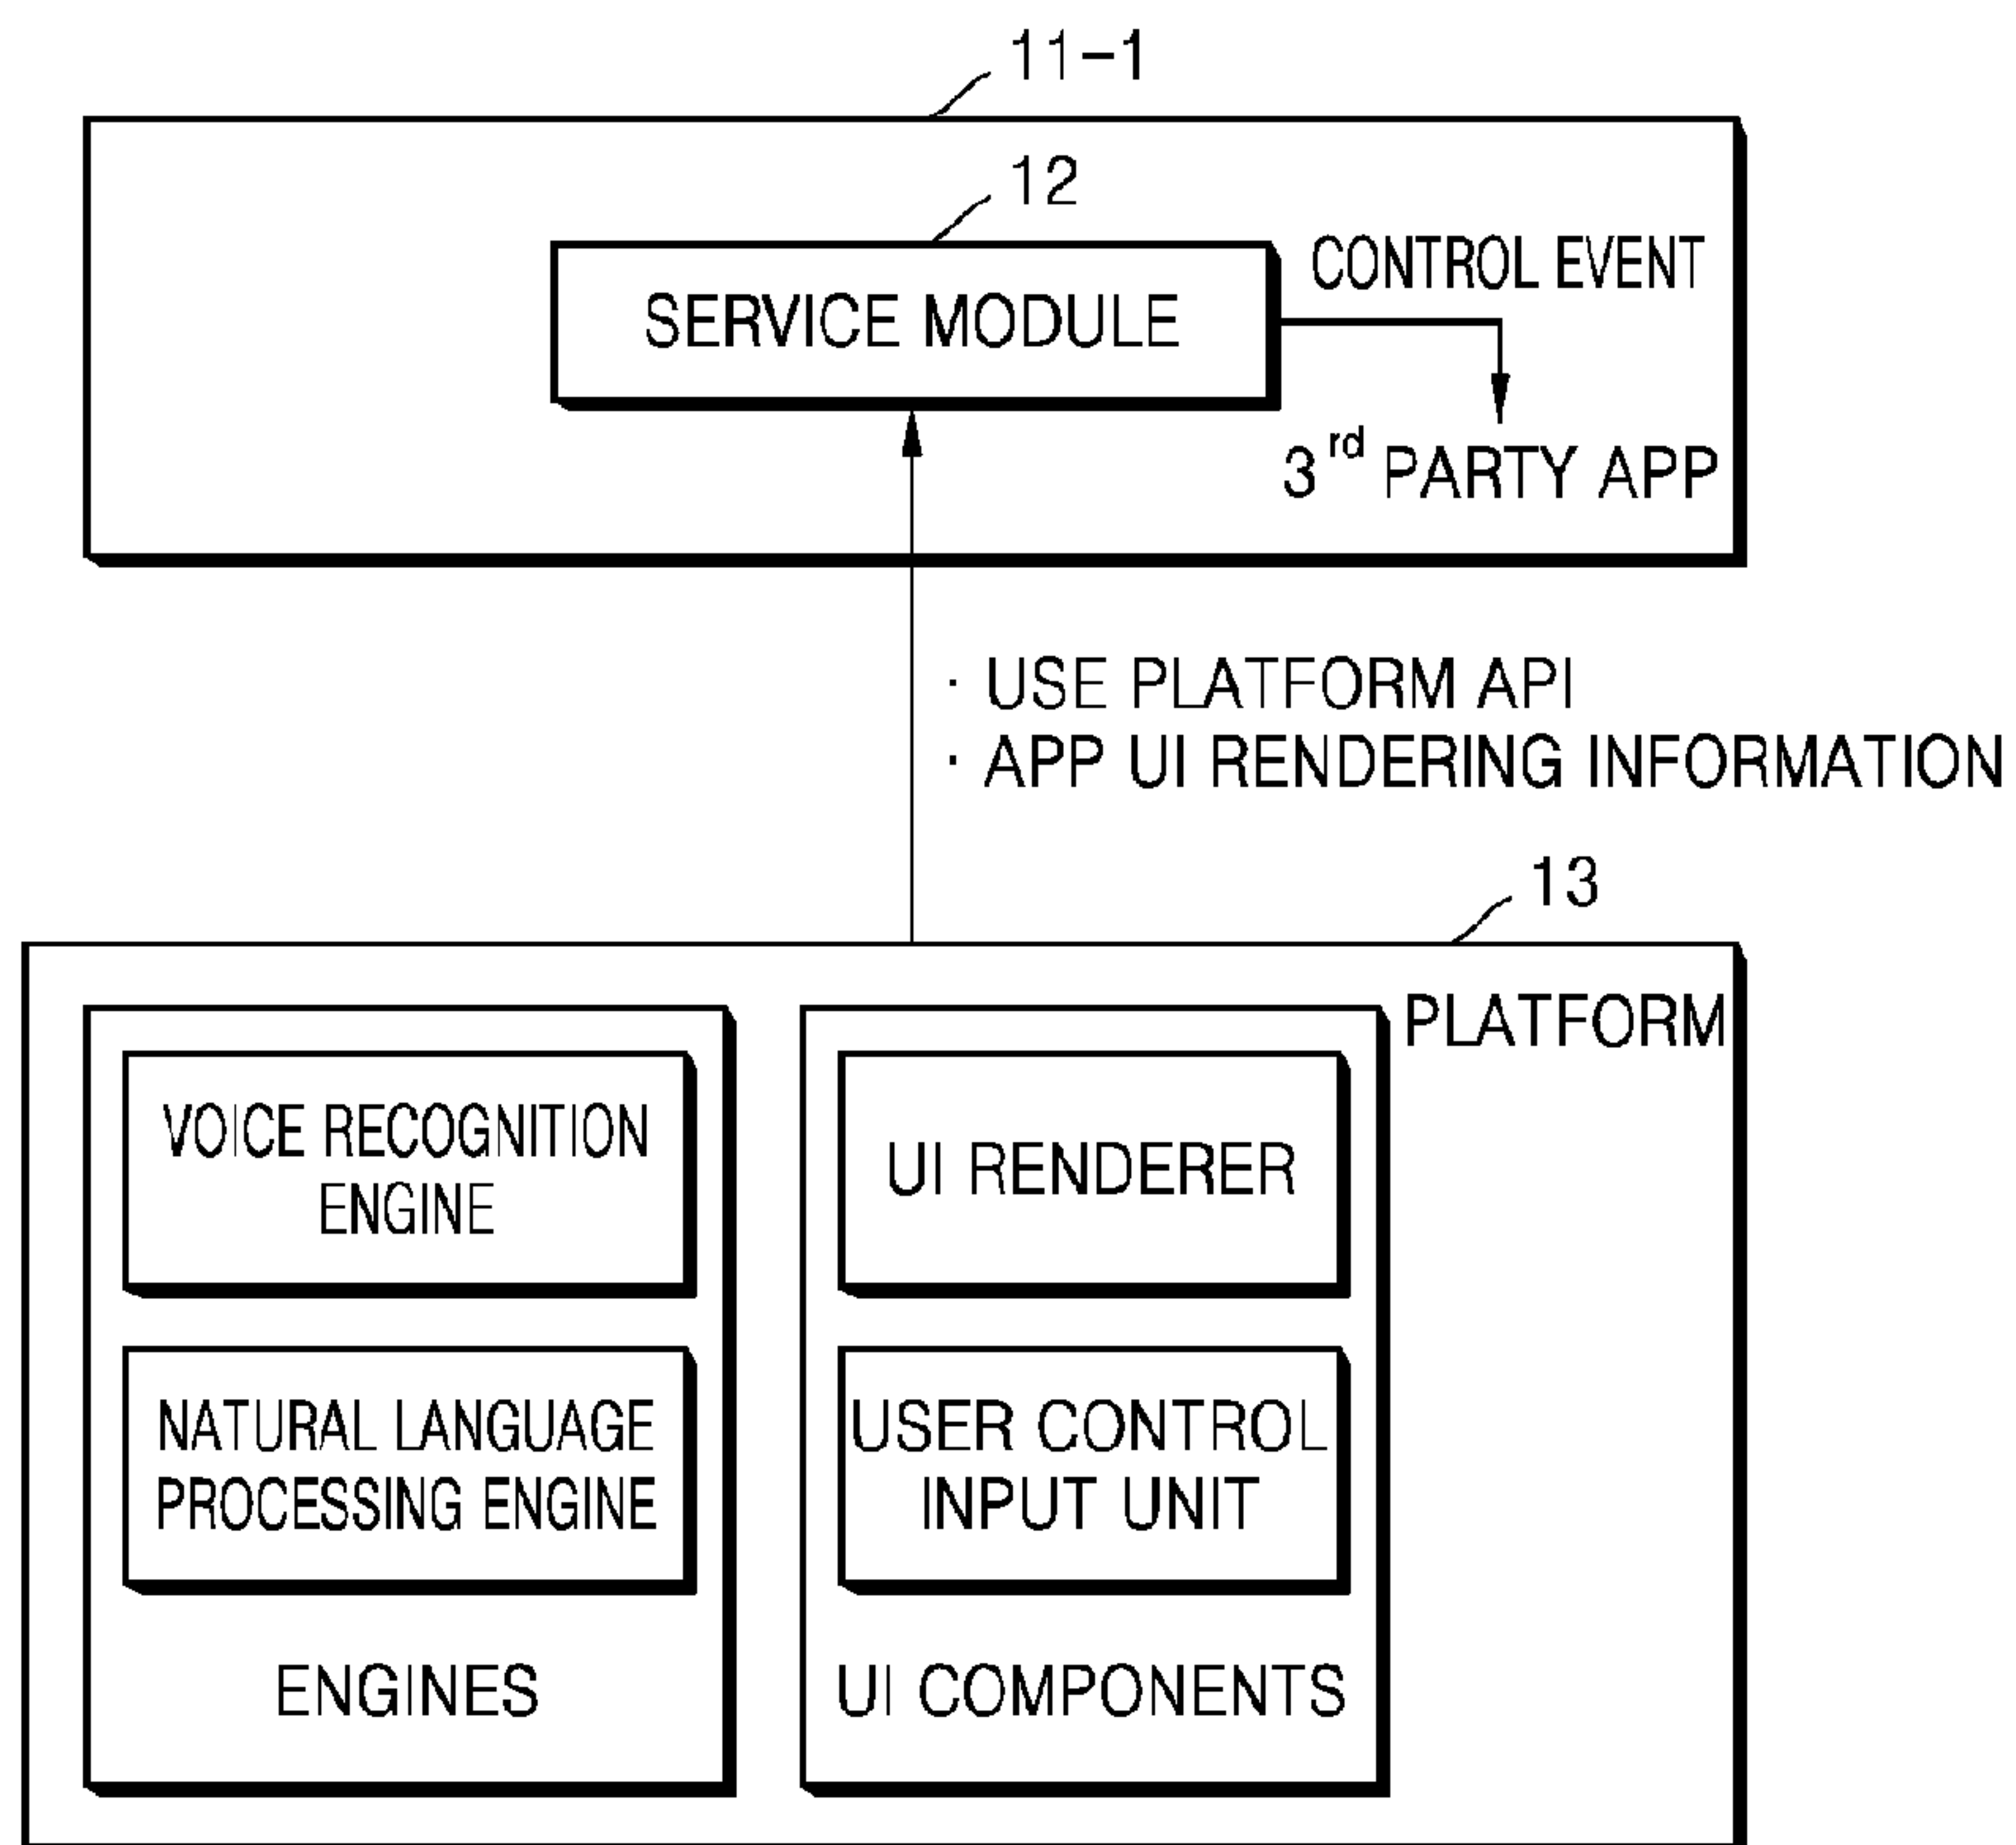 11-1
12
SERVICE MODULE
CONTROL EVENT
3rd PARTY APP
· USE PLATFORM API
· APP UI RENDERING INFORMATION
13
PLATFORM
VOICE RECOGNITION
ENGINE
NATURAL LANGUAGE
PROCESSING ENGINE
ENGINES
UI RENDERER
USER CONTROL
INPUT UNIT
UI COMPONENTS